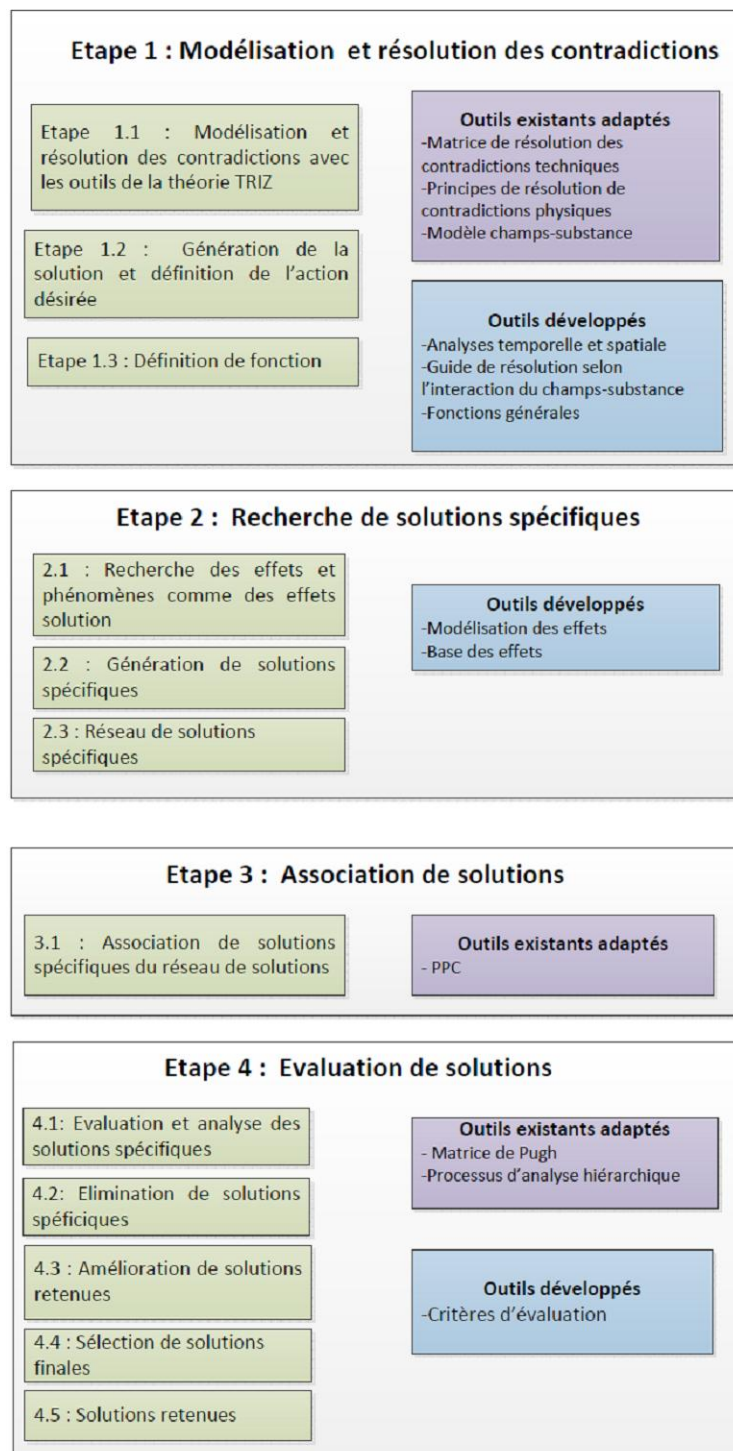 Etape 1 : Modélisation et résolution des contradictions
Etape 1.1 : Modélisation et
résolution des contradictions avec
les outils de la théorie TRIZ
Etape 1.2 : Génération de la
solution et définition de l'action
désirée
Etape 1.3 : Définition de fonction
Outils existants adaptés
-Matrice de résolution des
contradictions techniques
-Principes de résolution de
contradictions physiques
-Modèle champs-substance
Outils développés
-Analyses temporelle et spatiale
-Guide de résolution selon
l'interaction du champs-substance
-Fonctions générales
Etape 2 : Recherche de solutions spécifiques
2.1 : Recherche des effets et
phénomènes comme des effets
solution
2.2 : Génération de solutions
spécifiques
2.3 : Réseau de solutions
spécifiques
Outils développés
-Modélisation des effets
-Base des effets
Etape 3 : Association de solutions
3.1 : Association de solutions
spécifiques du réseau de solutions
Outils existants adaptés
- PPC
Etape 4 : Evaluation de solutions
4.1: Evaluation et analyse des
solutions spécifiques
4.2: Elimination de solutions
spéficiques
4.3 : Amélioration de solutions
retenues
4.4 : Sélection de solutions
finales
4.5 : Solutions retenues
Outils existants adaptés
- Matrice de Pugh
-Processus d'analyse hiérarchique
Outils développés
-Critères d'évaluation